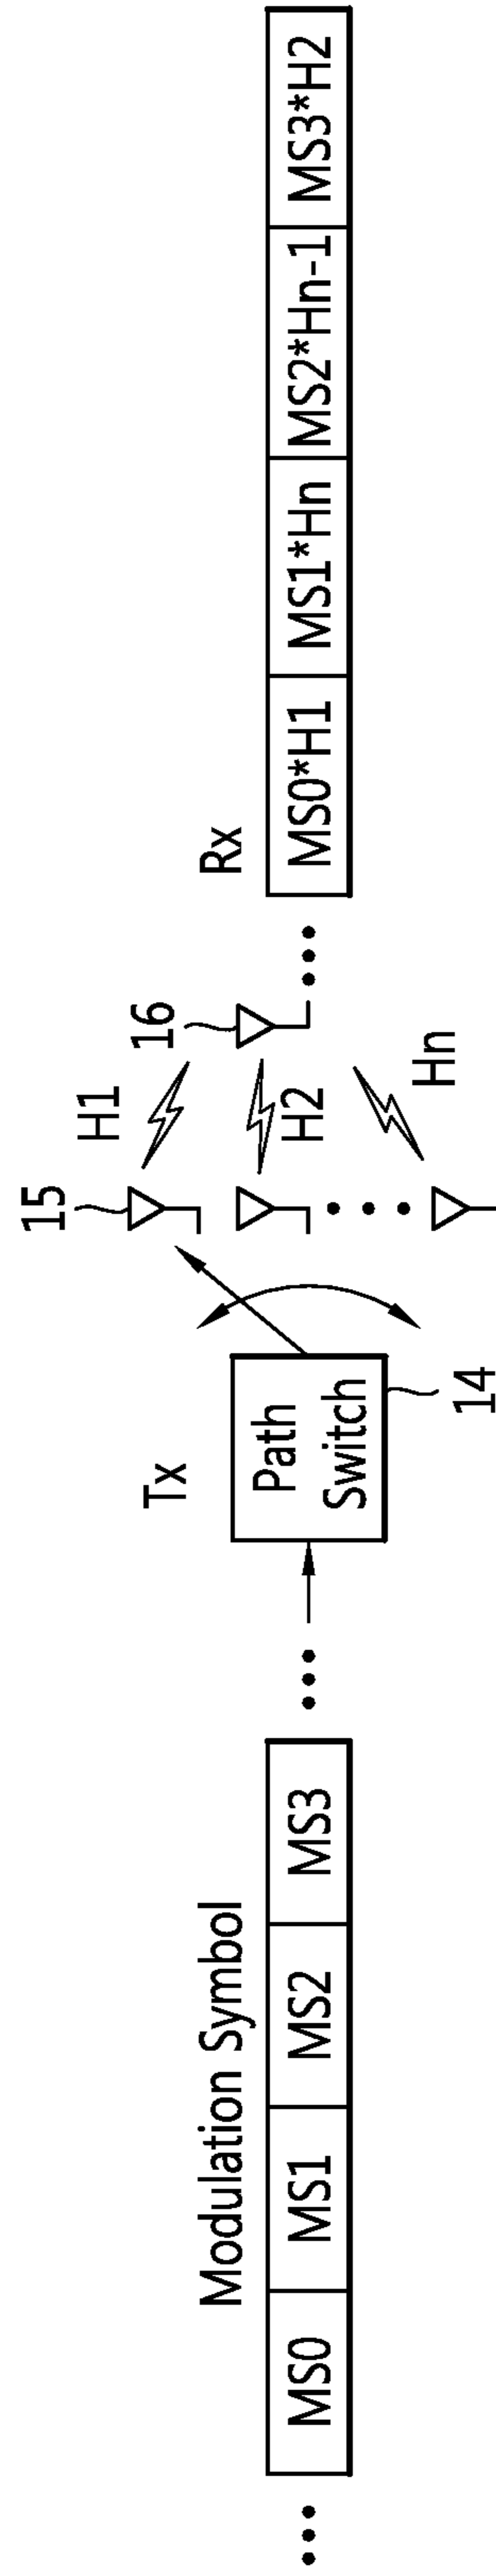 Modulation Symbol
MS0 MS1 MS2 MS3
Tx
Path
Switch
14
15
H1
H2
Hn
16
Rx
MS0*H1 MS1*Hn MS2*Hn-1 MS3*H2